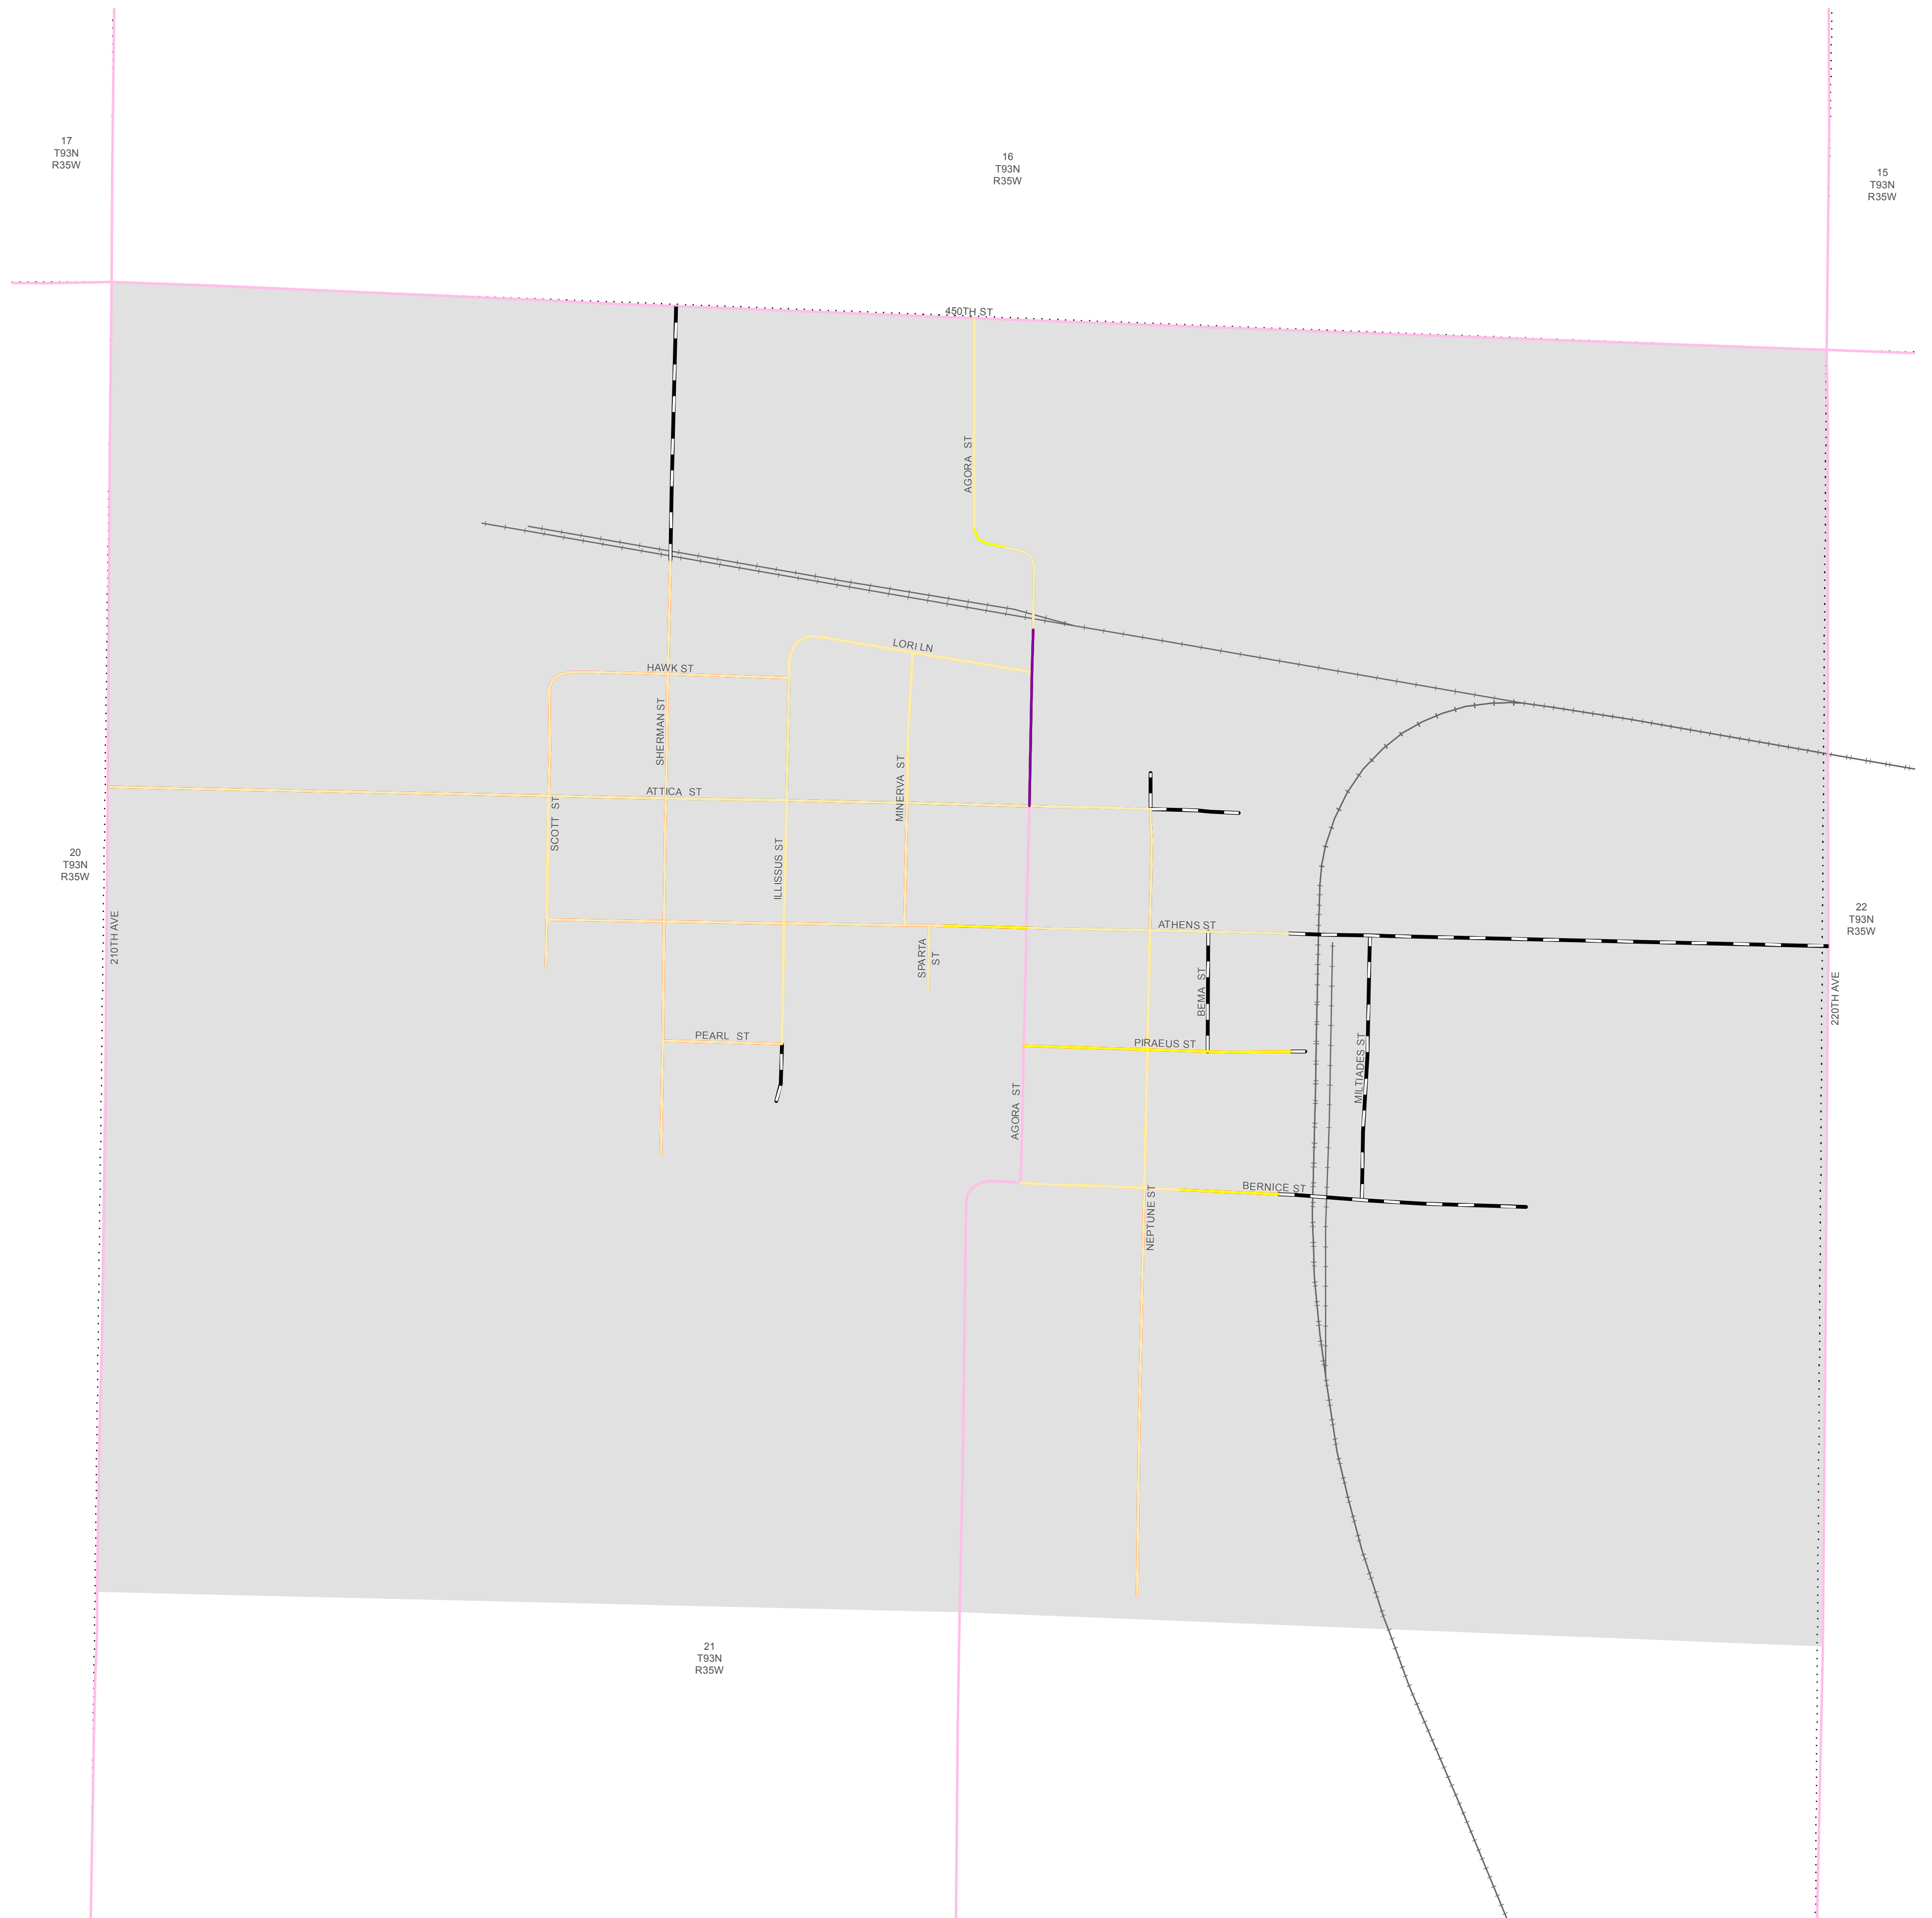 17
T93N
R35W
16
T93N
R35W
15
T93N
R35W
450TH ST
AGORA ST
LORI LN
HAWK ST
SHERMAN ST
MINERVA ST
ATTICA ST
SCOTT ST
ILLISSUS ST
20
T93N
R35W
22
T93N
R35W
210TH AVE
ATHENS ST
SPARTA
ST
BEMA ST
220TH AVE
PEARL ST
PIRAEUS ST
MILTIADES ST
AGORA ST
BERNICE ST
NEPTUNE ST
21
T93N
R35W